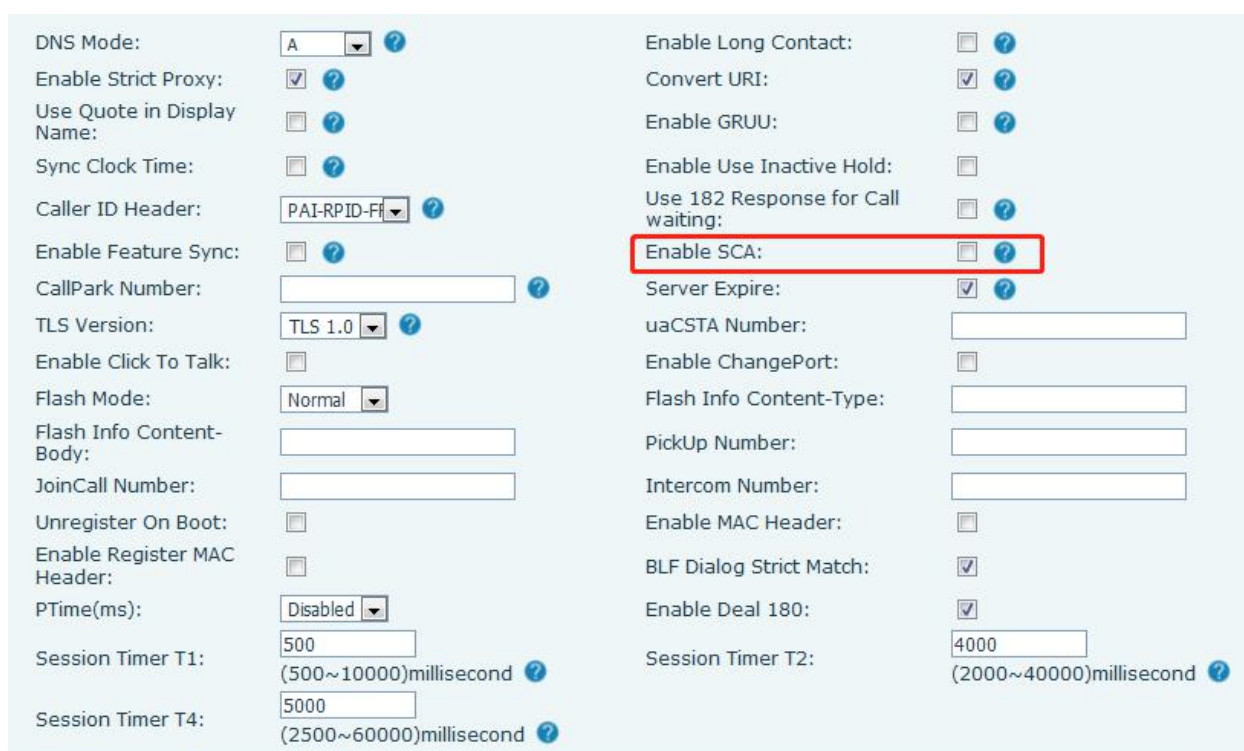 DNS Mode: A ? Enable Long Contact: ?
Enable Strict Proxy: ? Convert URI: ?
Use Quote in Display
Name: ? Enable GRUU: ?
Sync Clock Time: ? Enable Use Inactive Hold:
Caller ID Header: PAI-RPID-FF ? Use 182 Response for Call
waiting: ?
Enable Feature Sync: ? Enable SCA: ?
CallPark Number: ? Server Expire: ?
TLS Version: TLS 1.0 ? uaCSTA Number:
Enable Click To Talk: Enable ChangePort:
Flash Mode: Normal Flash Info Content-Type:
Flash Info Content-
Body: PickUp Number:
JoinCall Number: Intercom Number:
Unregister On Boot: Enable MAC Header:
Enable Register MAC
Header: BLF Dialog Strict Match:
PTime(ms): Disabled Enable Deal 180:
Session Timer T1: 500
(500~10000)millisecond ? Session Timer T2: 4000
(2000~40000)millisecond ?
Session Timer T4: 5000
(2500~60000)millisecond ?